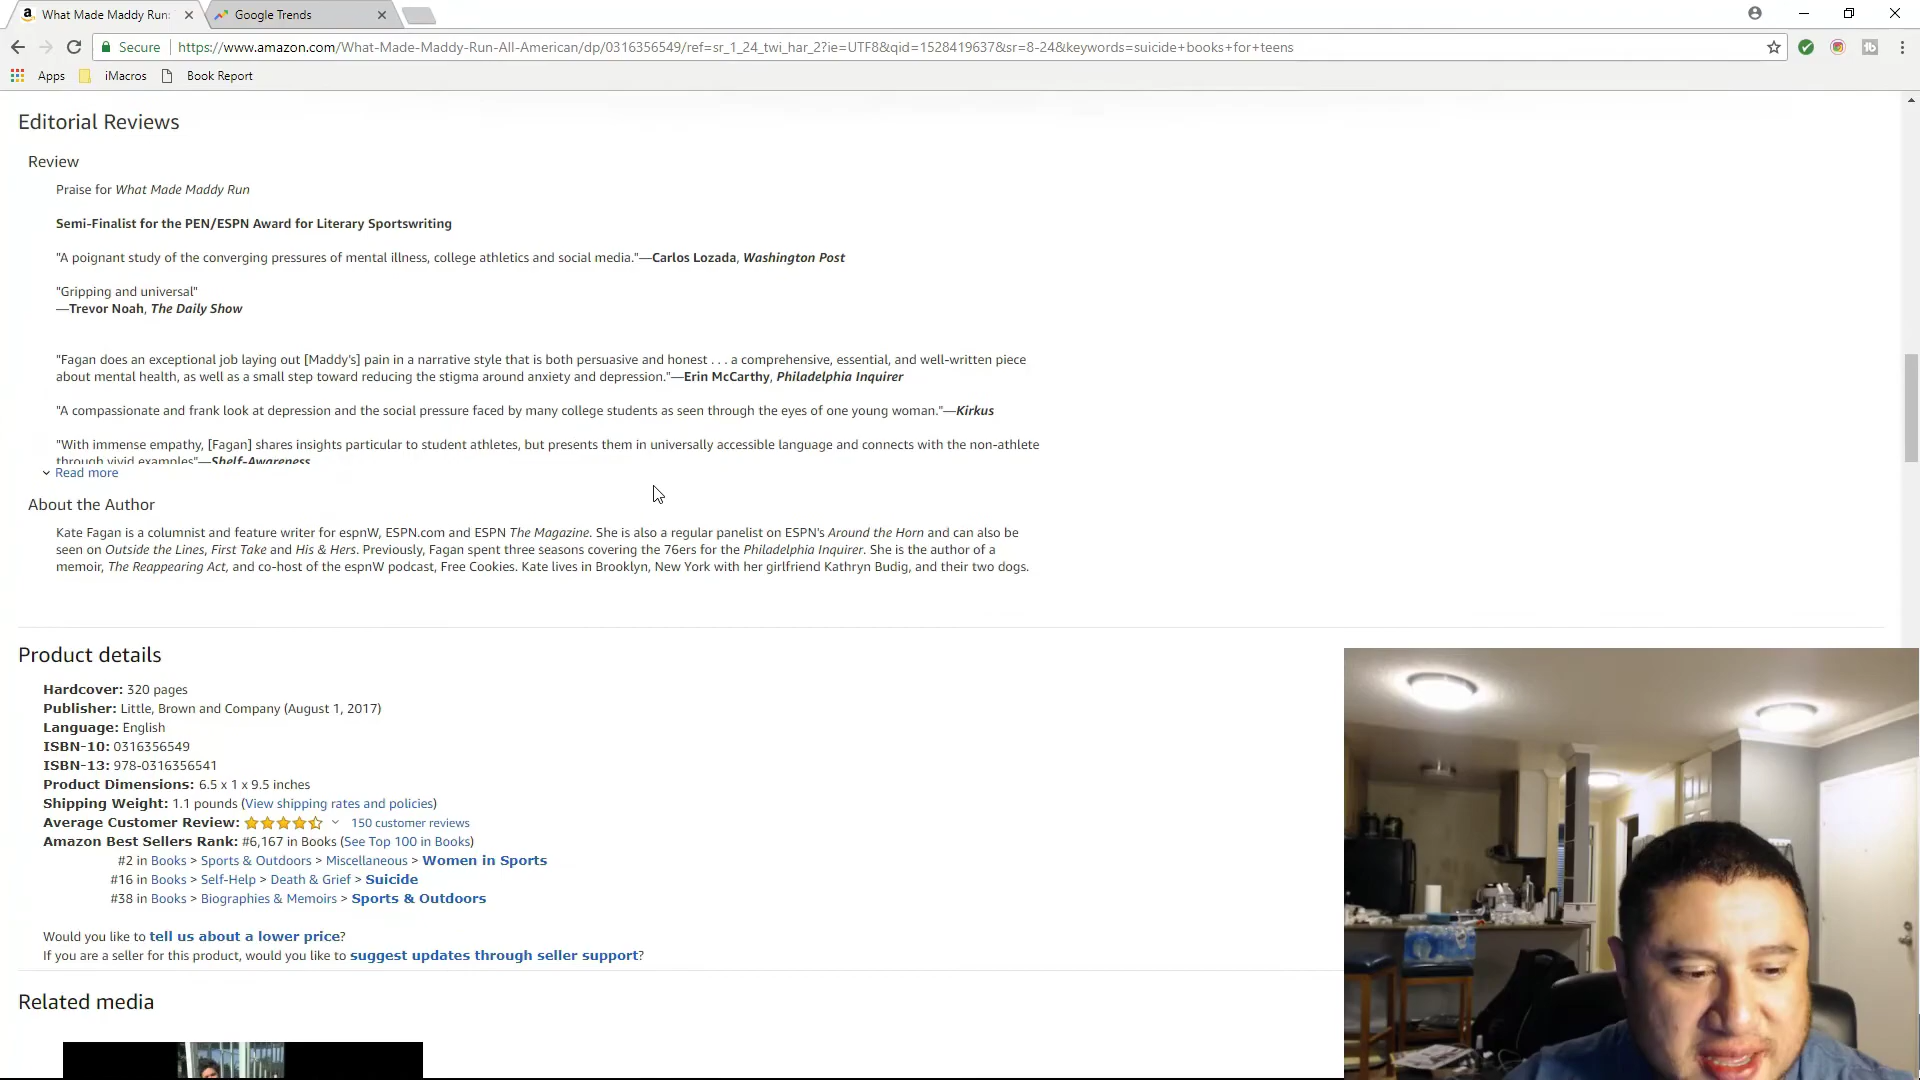 What Made Maddy Run:
Google Trends
Secure
https://www.amazon.com/What-Made-Maddy-Run-All-American/dp/0316356549/ref=sr_1_24_twi_har_2?ie=UTF8&qid=1528419637&sr=8-24&keywords=suicide+books+for+teens
Apps
iMacros
Book Report
Editorial Reviews
Review
Praise for What Made Maddy Run
Semi-Finalist for the PEN/ESPN Award for Literary Sportswriting
"A poignant study of the converging pressures of mental illness, college athletics and social media."—Carlos Lozada, Washington Post
"Gripping and universal"
—Trevor Noah, The Daily Show
"Fagan does an exceptional job laying out [Maddy's] pain in a narrative style that is both persuasive and honest . . . a comprehensive, essential, and well-written piece
about mental health, as well as a small step toward reducing the stigma around anxiety and depression."—Erin McCarthy, Philadelphia Inquirer
"A compassionate and frank look at depression and the social pressure faced by many college students as seen through the eyes of one young woman."—Kirkus
"With immense empathy, [Fagan] shares insights particular to student athletes, but presents them in universally accessible language and connects with the non-athlete
through vivid examples"—Shelf-Awareness
Read more
About the Author
Kate Fagan is a columnist and feature writer for espnW, ESPN.com and ESPN The Magazine. She is also a regular panelist on ESPN's Around the Horn and can also be
seen on Outside the Lines, First Take and His & Hers. Previously, Fagan spent three seasons covering the 76ers for the Philadelphia Inquirer. She is the author of a
memoir, The Reappearing Act, and co-host of the espnW podcast, Free Cookies. Kate lives in Brooklyn, New York with her girlfriend Kathryn Budig, and their two dogs.
Product details
Hardcover: 320 pages
Publisher: Little, Brown and Company (August 1, 2017)
Language: English
ISBN-10: 0316356549
ISBN-13: 978-0316356541
Product Dimensions: 6.5 x 1 x 9.5 inches
Shipping Weight: 1.1 pounds (View shipping rates and policies)
Average Customer Review: 150 customer reviews
Amazon Best Sellers Rank: #6,167 in Books (See Top 100 in Books)
#2 in Books > Sports & Outdoors > Miscellaneous > Women in Sports
#16 in Books > Self-Help > Death & Grief > Suicide
#38 in Books > Biographies & Memoirs > Sports & Outdoors
Would you like to tell us about a lower price?
If you are a seller for this product, would you like to suggest updates through seller support?
Related media